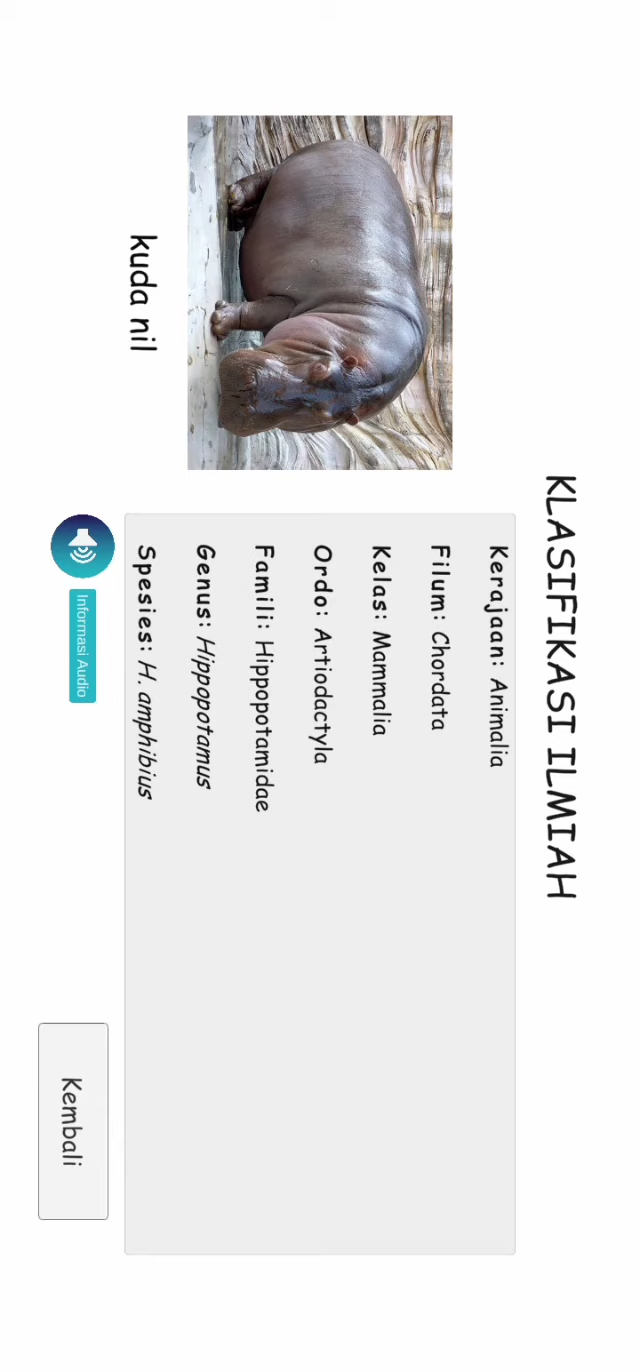 KLASIFIKASI ILMIAH
kuda nil
Kerajaan: Animalia
Filum: Chordata
Kelas: Mammalia
Ordo: Artiodactyla
Famili: Hippopotamidae
Genus: Hippopotamus
Spesies: H. amphibius
Informasi Audio
Kembali